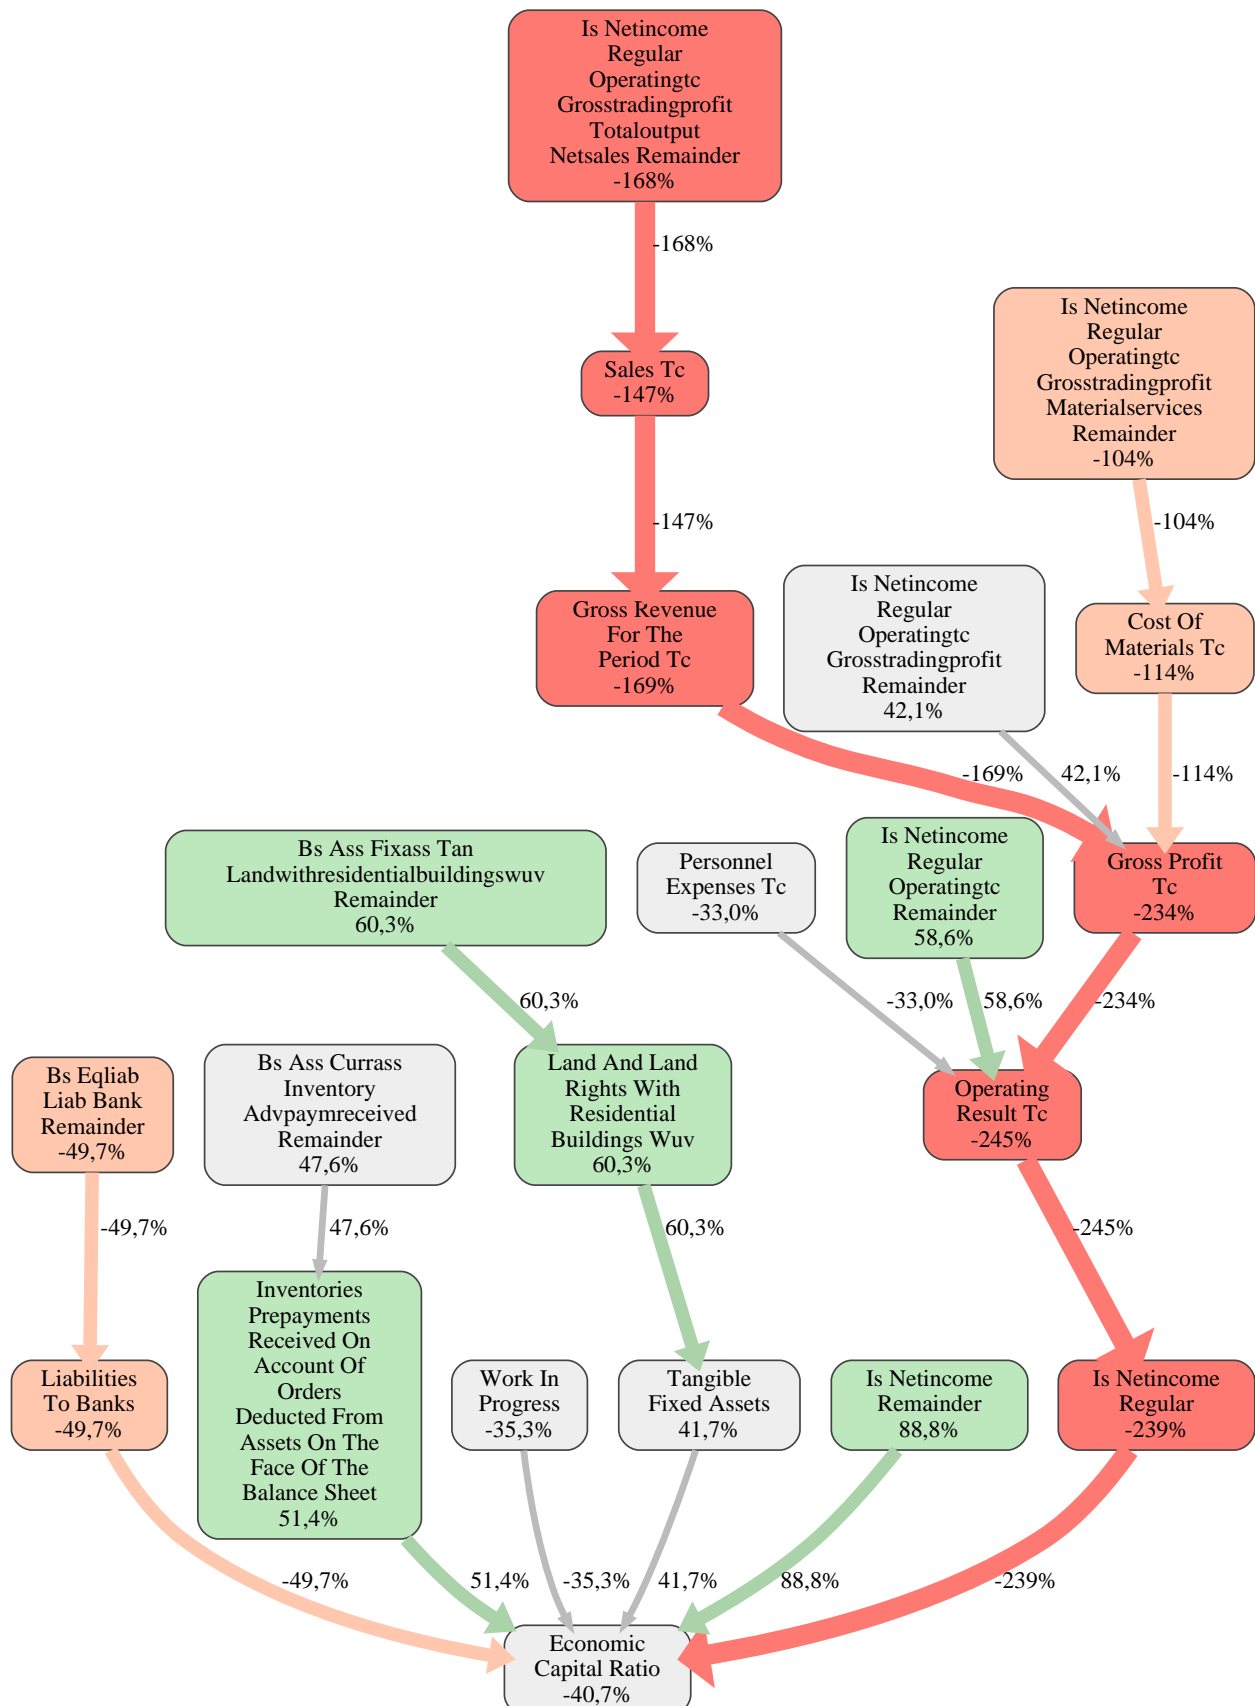 Is Netincome
Regular
Operatingtc
Grosstradingprofit
Totaloutput
Netsales Remainder
-168%
-168%
Is Netincome
Regular
Operatingtc
Grosstradingprofit
Materialservices
Remainder
-104%
Sales Tc
-147%
-147%
-104%
Is Netincome
Regular
Operatingtc
Grosstradingprofit
Remainder
42,1%
Gross Revenue
For The
Period Tc
-169%
Cost Of
Materials Tc
-114%
-169%
42,1%
-114%
Bs Ass Fixass Tan
Landwithresidentialbuildingswuv
Remainder
60,3%
Personnel
Expenses Tc
-33,0%
Is Netincome
Regular
Operatingtc
Remainder
58,6%
Gross Profit
Tc
-234%
60,3%
-33,0%
58,6%
-234%
Bs Eqliab
Liab Bank
Remainder
-49,7%
Bs Ass Currass
Inventory
Advpaymreceived
Remainder
47,6%
Land And Land
Rights With
Residential
Buildings Wuv
60,3%
Operating
Result Tc
-245%
-49,7%
47,6%
60,3%
-245%
Liabilities
To Banks
-49,7%
Inventories
Prepayments
Received On
Account Of
Orders
Deducted From
Assets On The
Face Of The
Balance Sheet
51,4%
Work In
Progress
-35,3%
Tangible
Fixed Assets
41,7%
Is Netincome
Remainder
88,8%
Is Netincome
Regular
-239%
-49,7%
51,4%
-35,3%
41,7%
88,8%
-239%
Economic
Capital Ratio
-40,7%